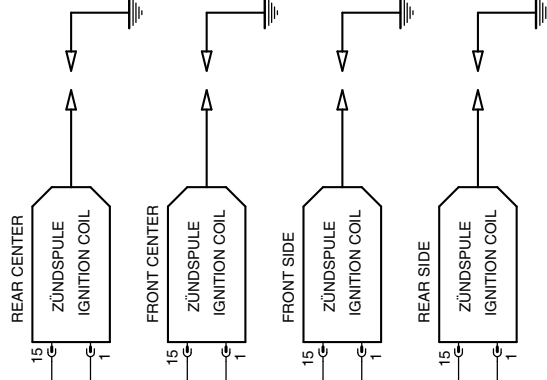 REAR CENTER
ZÜNDSPULE
IGNITION COIL
15
1
FRONT CENTER
ZÜNDSPULE
IGNITION COIL
15
1
FRONT SIDE
ZÜNDSPULE
IGNITION COIL
15
1
REAR SIDE
ZÜNDSPULE
IGNITION COIL
15
1